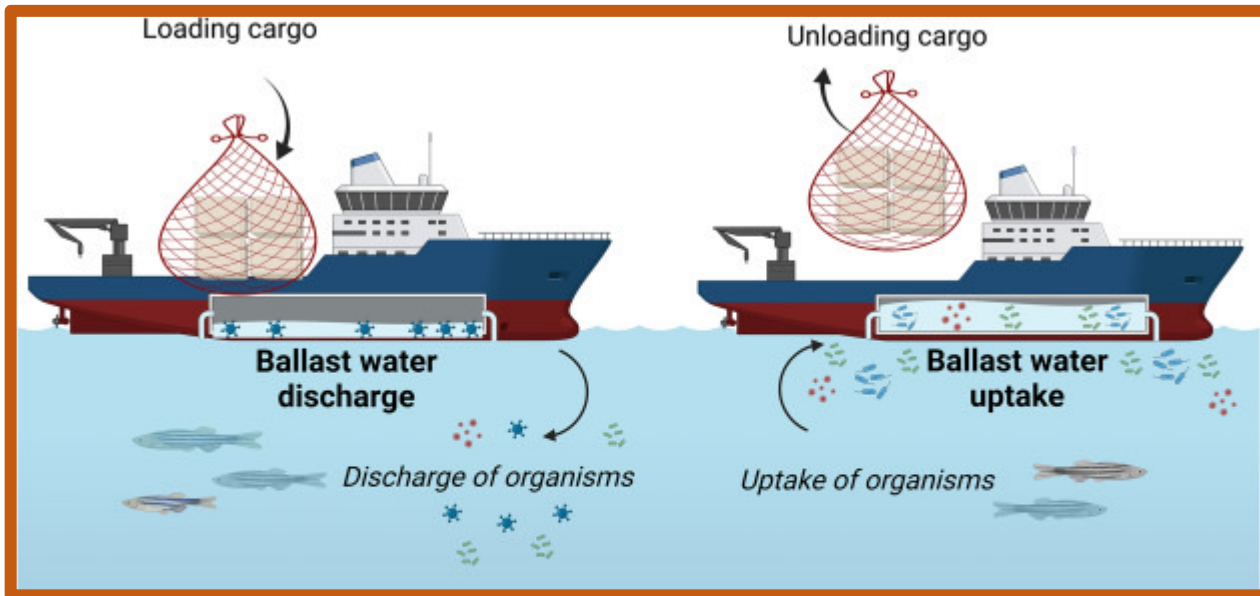 Loading cargo
Unloading cargo
Ballast water
discharge
Ballast water
uptake
Discharge of organisms
Uptake of organisms